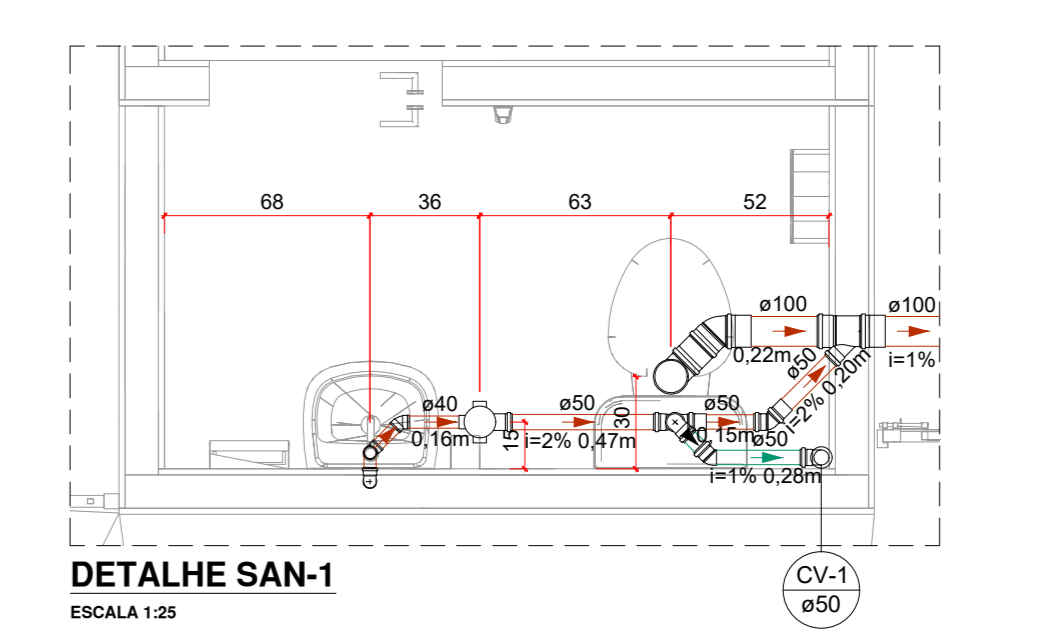 68
36
63
52
ø100
ø100
0,22m
i=1%
ø50
i=2% 0,20m
ø40
0,16m
ø50
i=2% 0,47m
15
30
ø50
0,15m
ø50
i=1% 0,28m
DETALHE SAN-1
ESCALA 1:25
CV-1
ø50